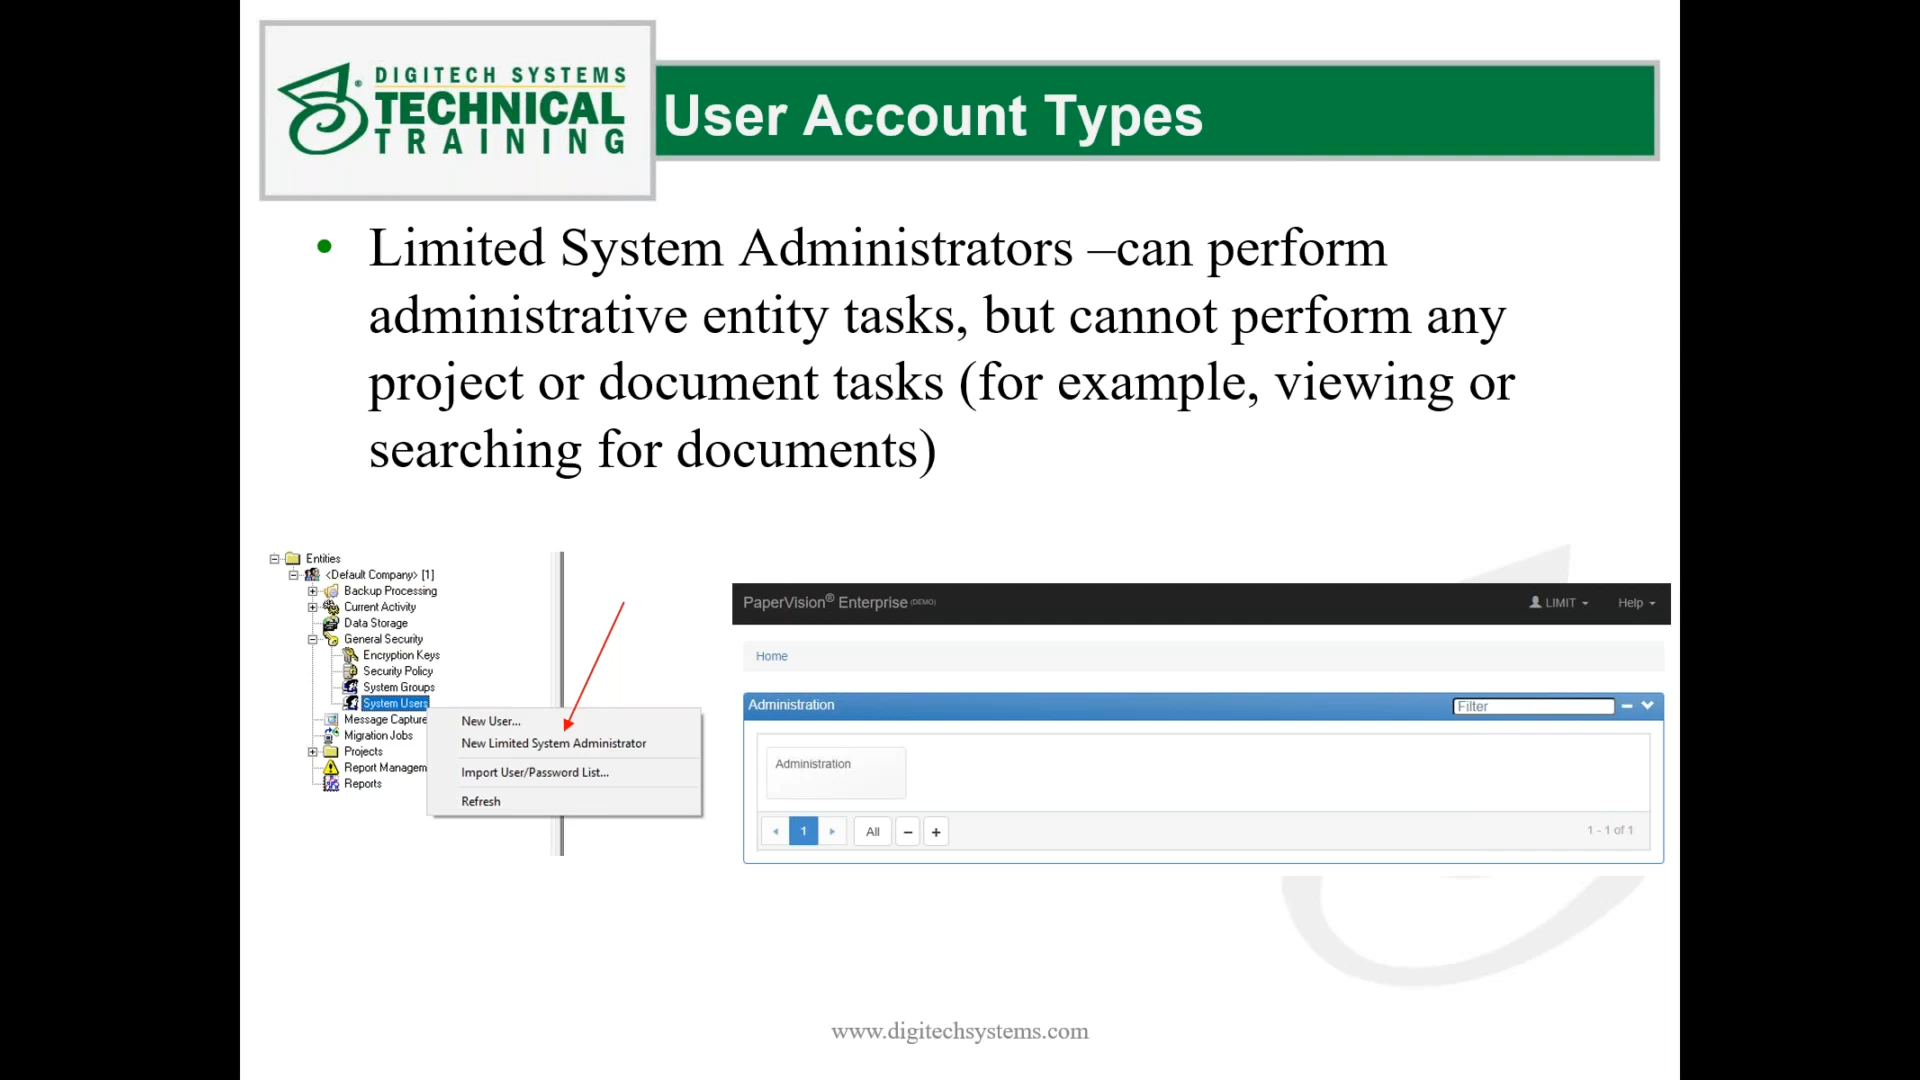 DIGITECH SYSTEMS
TECHNICAL
TRAINING
®
User Account Types
• Limited System Administrators –can perform
administrative entity tasks, but cannot perform any
project or document tasks (for example, viewing or
searching for documents)
Entities
<Default Company> [1]
Backup Processing
Current Activity
Data Storage
General Security
Encryption Keys
Security Policy
System Groups
System Users
Message Capture
Migration Jobs
Projects
Report Managem
Reports
New User...
New Limited System Administrator
Import User/Password List...
Refresh
PaperVision® Enterprise (DEMO)
LIMIT
Help
Home
Administration
Filter
Administration
1
All
1 - 1 of 1
www.digitechsystems.com